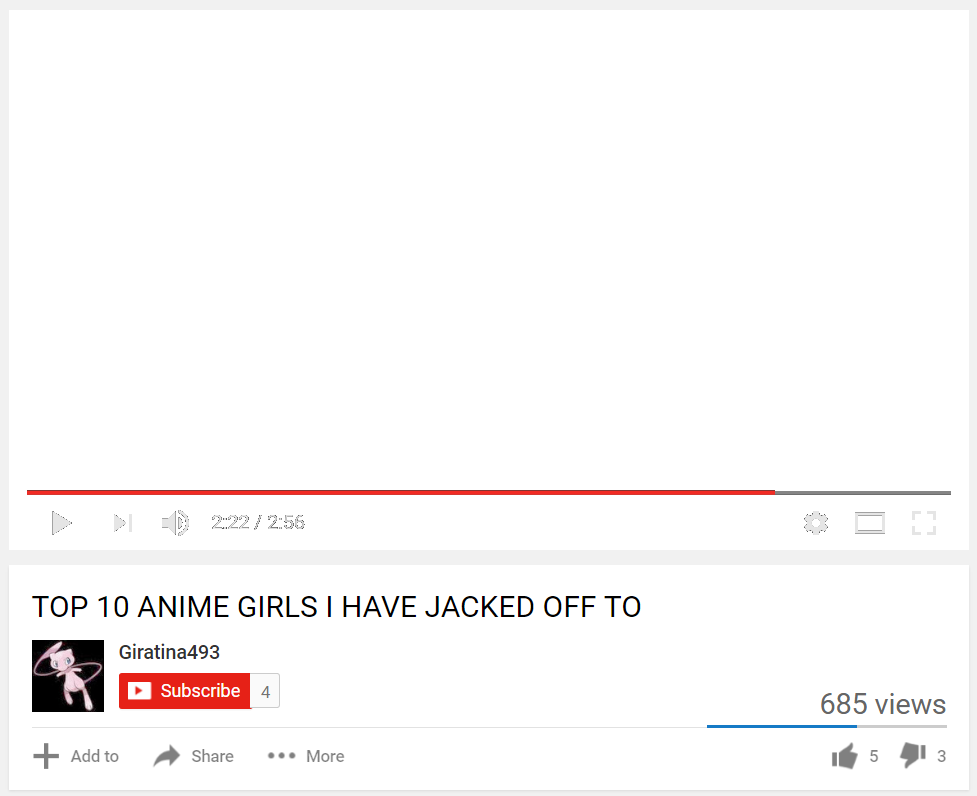 2:22 / 2:56
TOP 10 ANIME GIRLS I HAVE JACKED OFF TO
Giratina493
Subscribe 4
685 views
Add to Share More 5 3